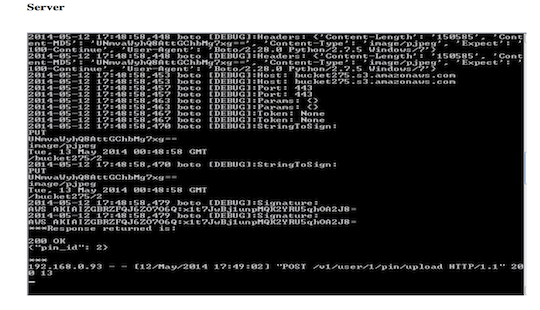 Server
2014-05-12 17:48:58,448 boto [DEBUG]:Headers: {'Content-Length': '150585', 'Cont
ent-MD5': 'UNmvaWyhQ8AttGChbMg7xg==', 'Content-Type': 'image/pjpeg', 'Expect': '
100-Continue', 'User-Agent': 'Boto/2.28.0 Python/2.7.5 Windows/7'}
2014-05-12 17:48:58,450 boto [DEBUG]:Headers: {'Content-Length': '150585', 'Cont
ent-MD5': 'UNmvaWyhQ8AttGChbMg7xg==', 'Content-Type': 'image/pjpeg', 'Expect': '
100-Continue', 'User-Agent': 'Boto/2.28.0 Python/2.7.5 Windows/7'}
2014-05-12 17:48:58,453 boto [DEBUG]:Host: bucket275.s3.amazonaws.com
2014-05-12 17:48:58,453 boto [DEBUG]:Host: bucket275.s3.amazonaws.com
2014-05-12 17:48:58,457 boto [DEBUG]:Port: 443
2014-05-12 17:48:58,457 boto [DEBUG]:Port: 443
2014-05-12 17:48:58,463 boto [DEBUG]:Params: {}
2014-05-12 17:48:58,463 boto [DEBUG]:Params: {}
2014-05-12 17:48:58,467 boto [DEBUG]:Token: None
2014-05-12 17:48:58,467 boto [DEBUG]:Token: None
2014-05-12 17:48:58,470 boto [DEBUG]:StringToSign:
PUT
UNmvaWyhQ8AttGChbMg7xg==
image/pjpeg
Tue, 13 May 2014 00:48:58 GMT
/bucket275/2
2014-05-12 17:48:58,470 boto [DEBUG]:StringToSign:
PUT
UNmvaWyhQ8AttGChbMg7xg==
image/pjpeg
Tue, 13 May 2014 00:48:58 GMT
/bucket275/2
2014-05-12 17:48:58,479 boto [DEBUG]:Signature:
AWS
2014-05-12 17:48:58,479 boto [DEBUG]:Signature:
AWS
***Response returned is:
200 OK
{"pin_id": 2}
***
192.168.0.93 - - [12/May/2014 17:49:02] "POST /v1/user/1/pin/upload HTTP/1.1" 20
0 13